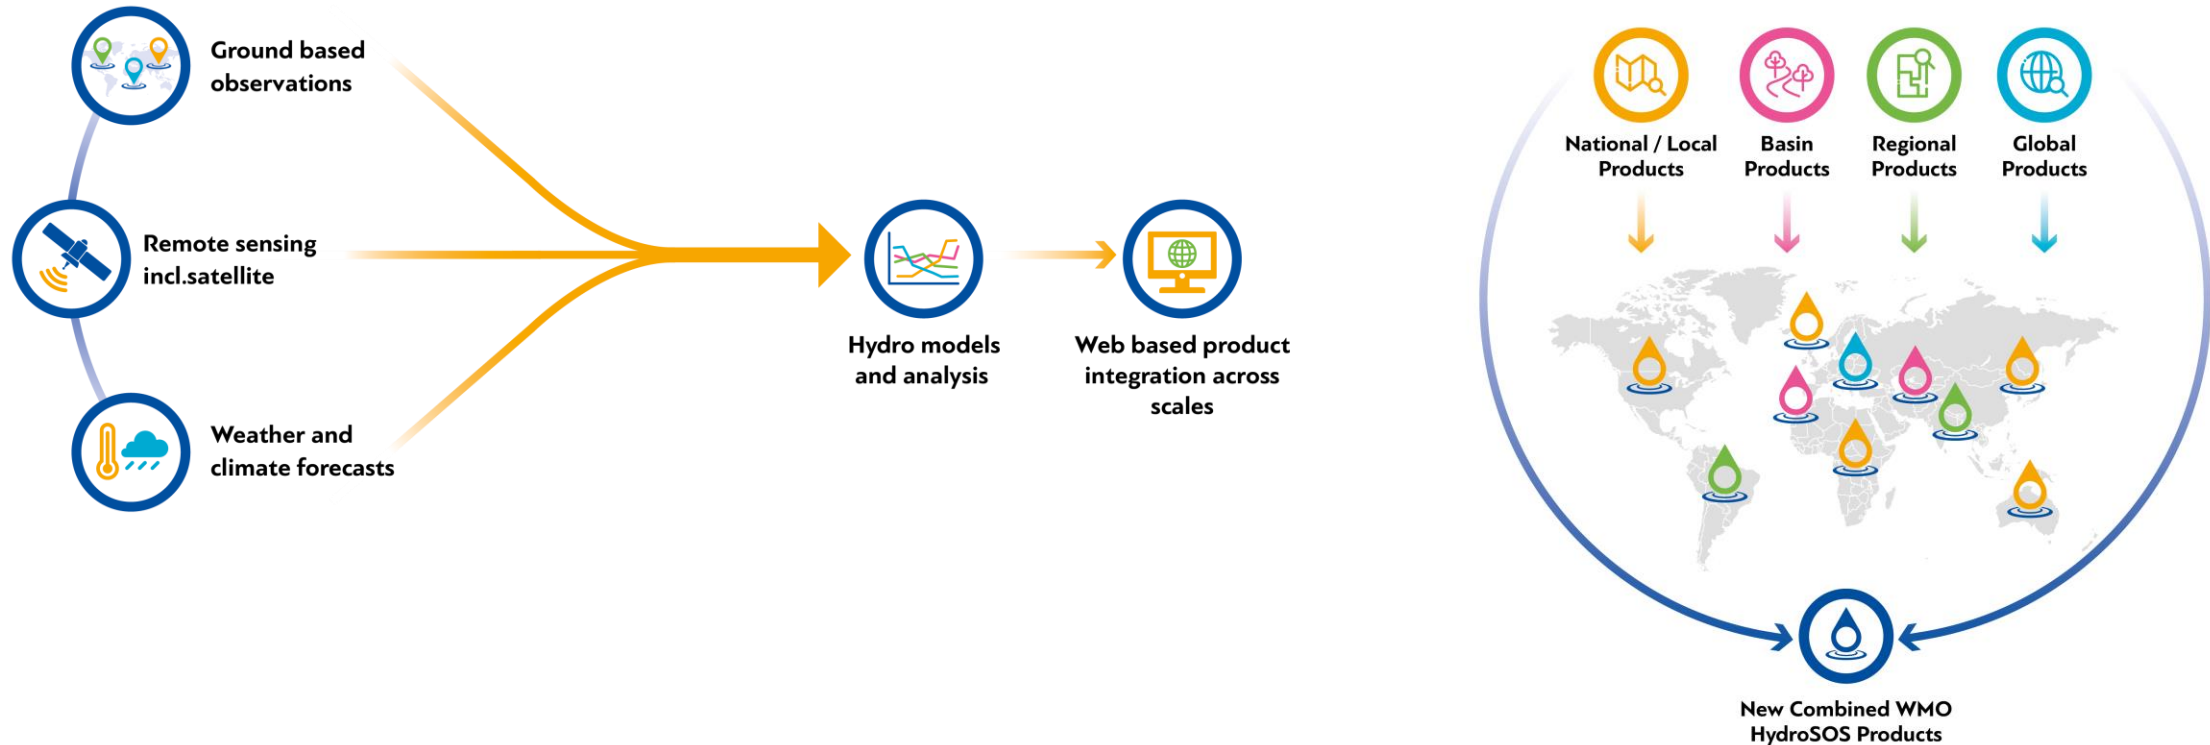 Ground based
observations
Remote sensing
incl.satellite
Weather and
climate forecasts
Hydro models
and analysis
Web based product
integration across
scales
National / Local
Products
Basin
Products
Regional
Products
Global
Products
New Combined WMO
HydroSOS Products